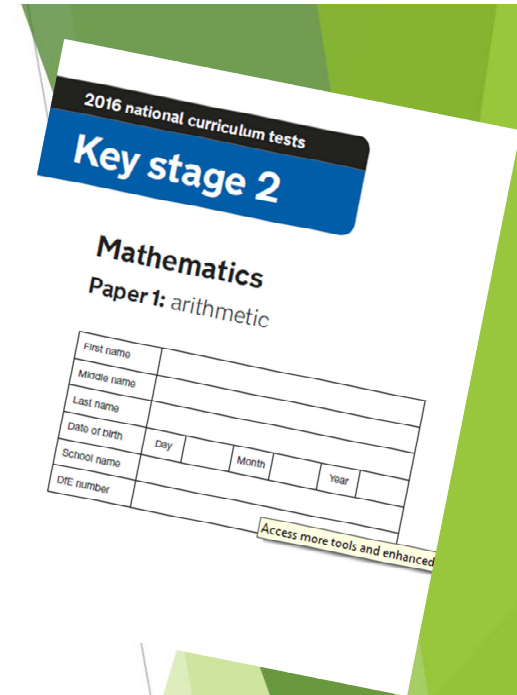 2016 national curriculum tests
Key stage 2
Mathematics
Paper 1: arithmetic
First name
Middle name
Last name
Date of birth Day Month Year
School name
DfE number
Access more tools and enhanced